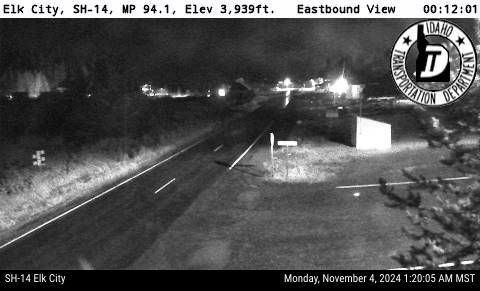 Elk City, SH-14, MP 94.1, Elev 3,939ft. Eastbound View 00:12:01
IDAHO
TRANSPORTATION DEPARTMENT
SH-14 Elk City
Monday, November 4, 2024 1:20:05 AM MST